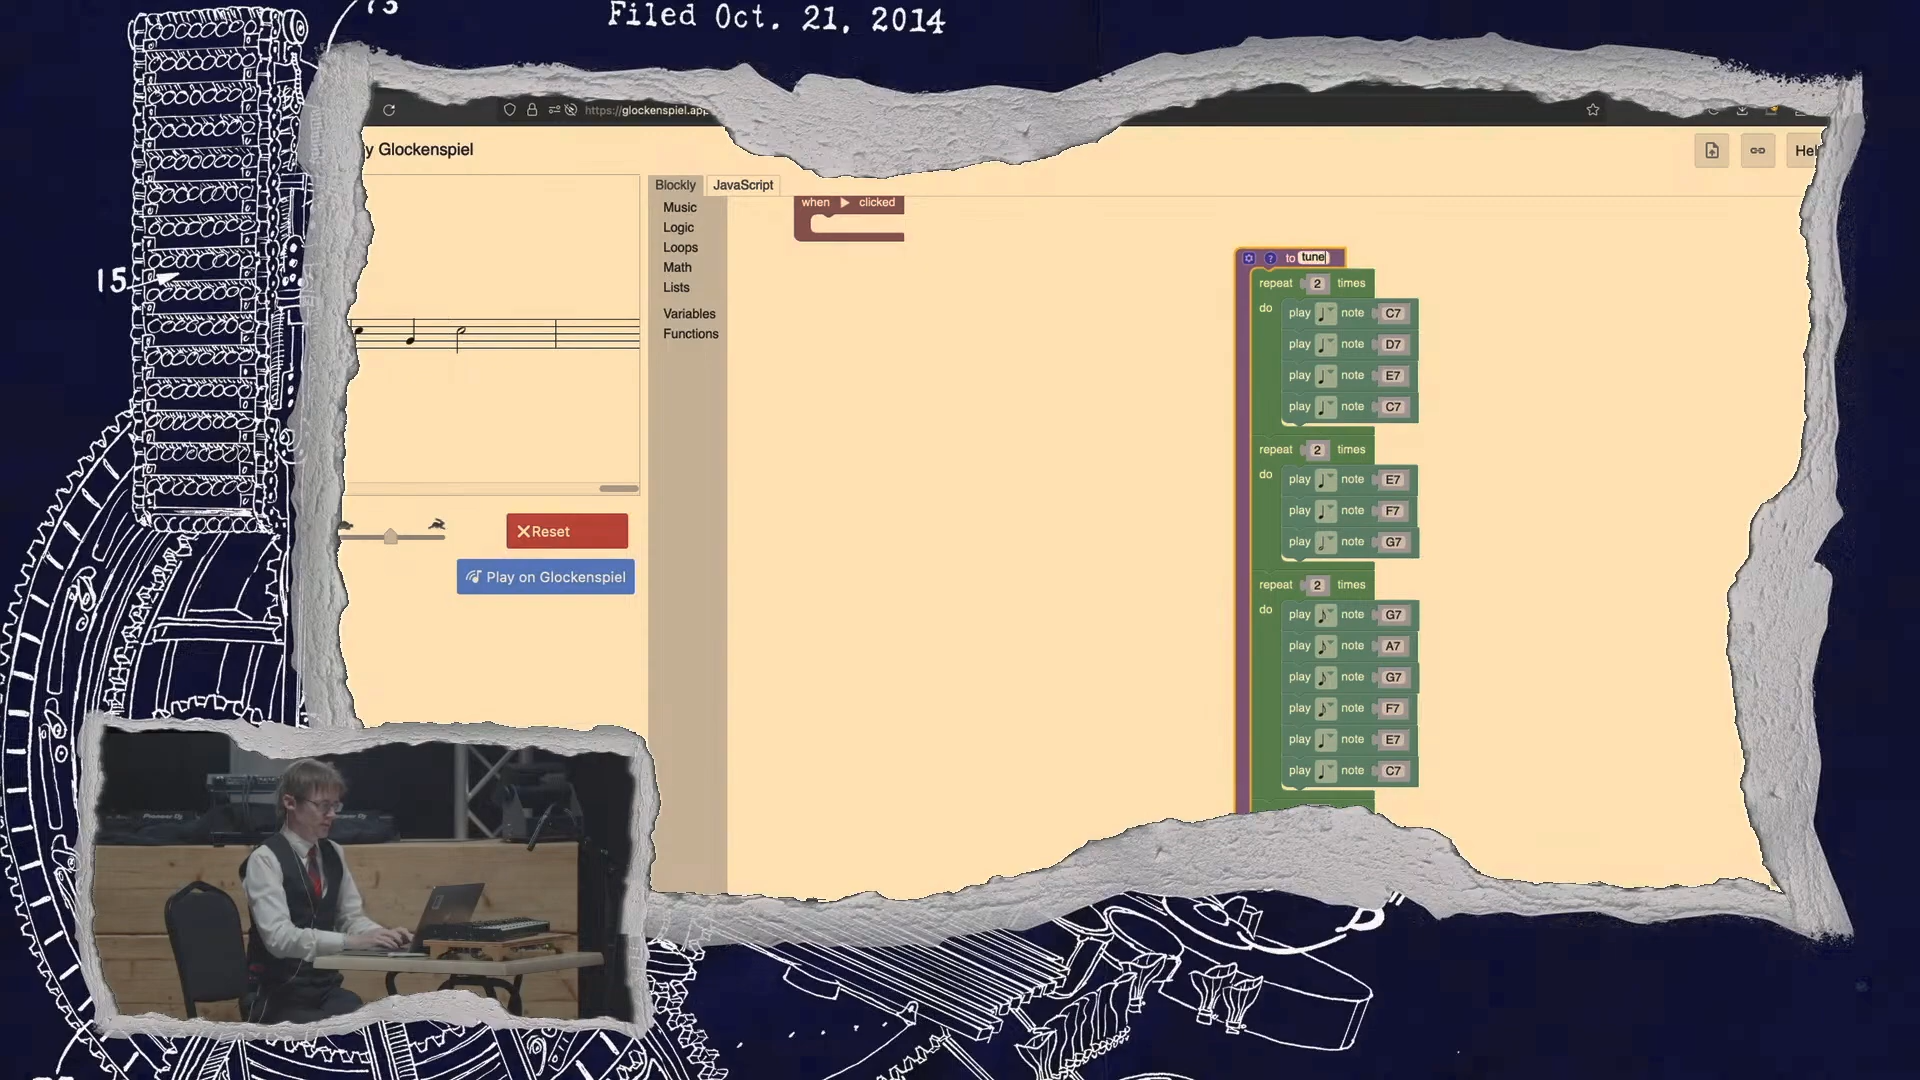 Filed Oct. 21, 2014
15
https://glockenspiel.app
y Glockenspiel
Hel
Blockly
JavaScript
Music
Logic
Loops
Math
Lists
Variables
Functions
Reset
Play on Glockenspiel
when clicked
? to tune
repeat 2 times
do
play note C7
play note D7
play note E7
play note C7
repeat 2 times
do
play note E7
play note F7
play note G7
repeat 2 times
do
play note G7
play note A7
play note G7
play note F7
play note E7
play note C7
Pioneer Dj